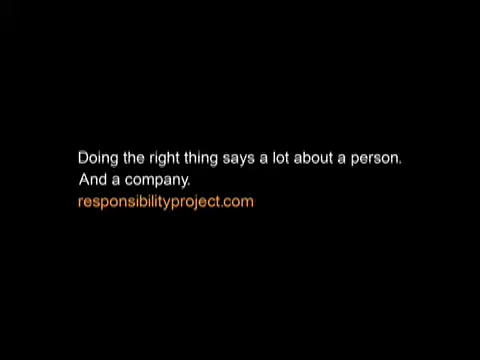 Doing the right thing says a lot about a person.
And a company.
responsibilityproject.com